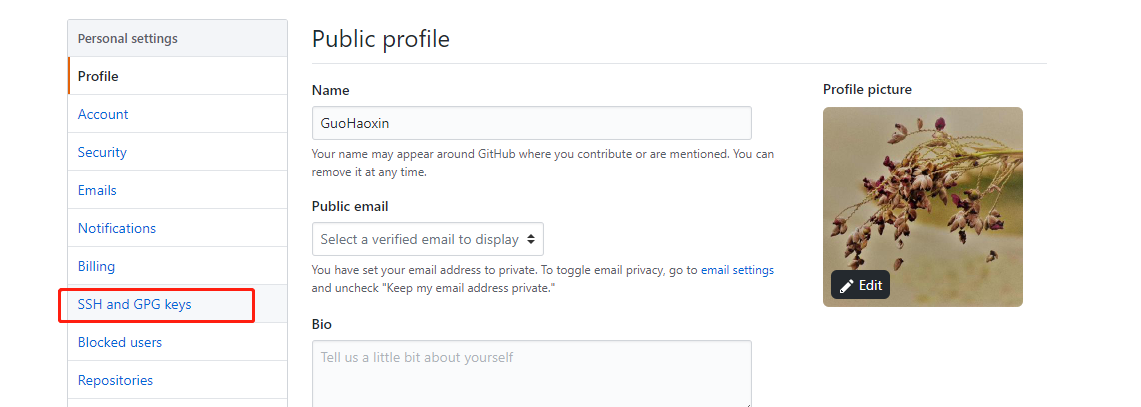 Personal settings
Profile
Account
Security
Emails
Notifications
Billing
SSH and GPG keys
Blocked users
Repositories
Public profile
Name
GuoHaoxin
Your name may appear around GitHub where you contribute or are mentioned. You can
remove it at any time.
Public email
Select a verified email to display
You have set your email address to private. To toggle email privacy, go to email settings
and uncheck "Keep my email address private."
Bio
Tell us a little bit about yourself
Profile picture
Edit